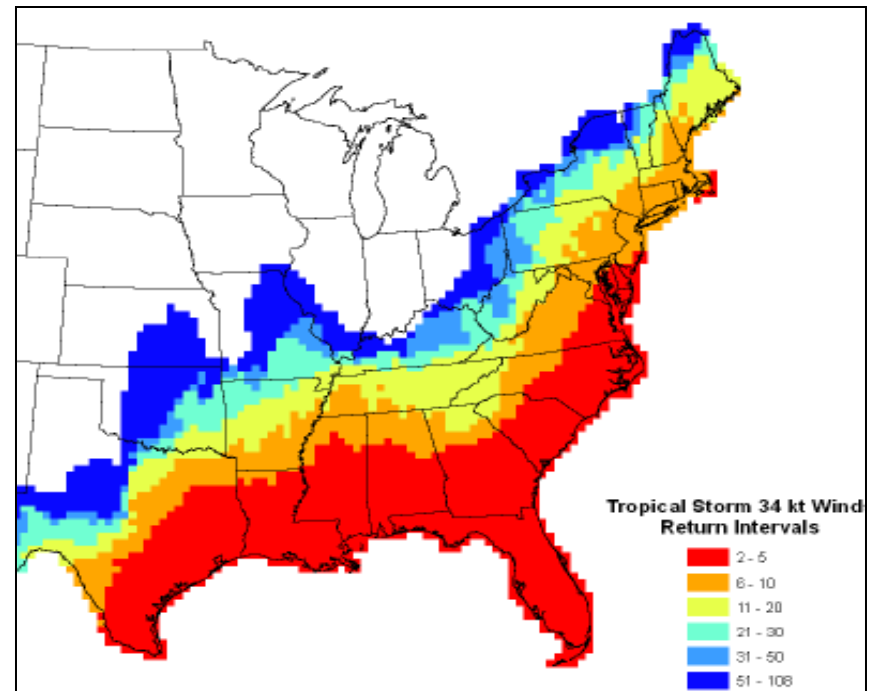 Tropical Storm 34 kt Wind
Return Intervals
2 - 5
6 - 10
11 - 20
21 - 30
31 - 50
51 - 108